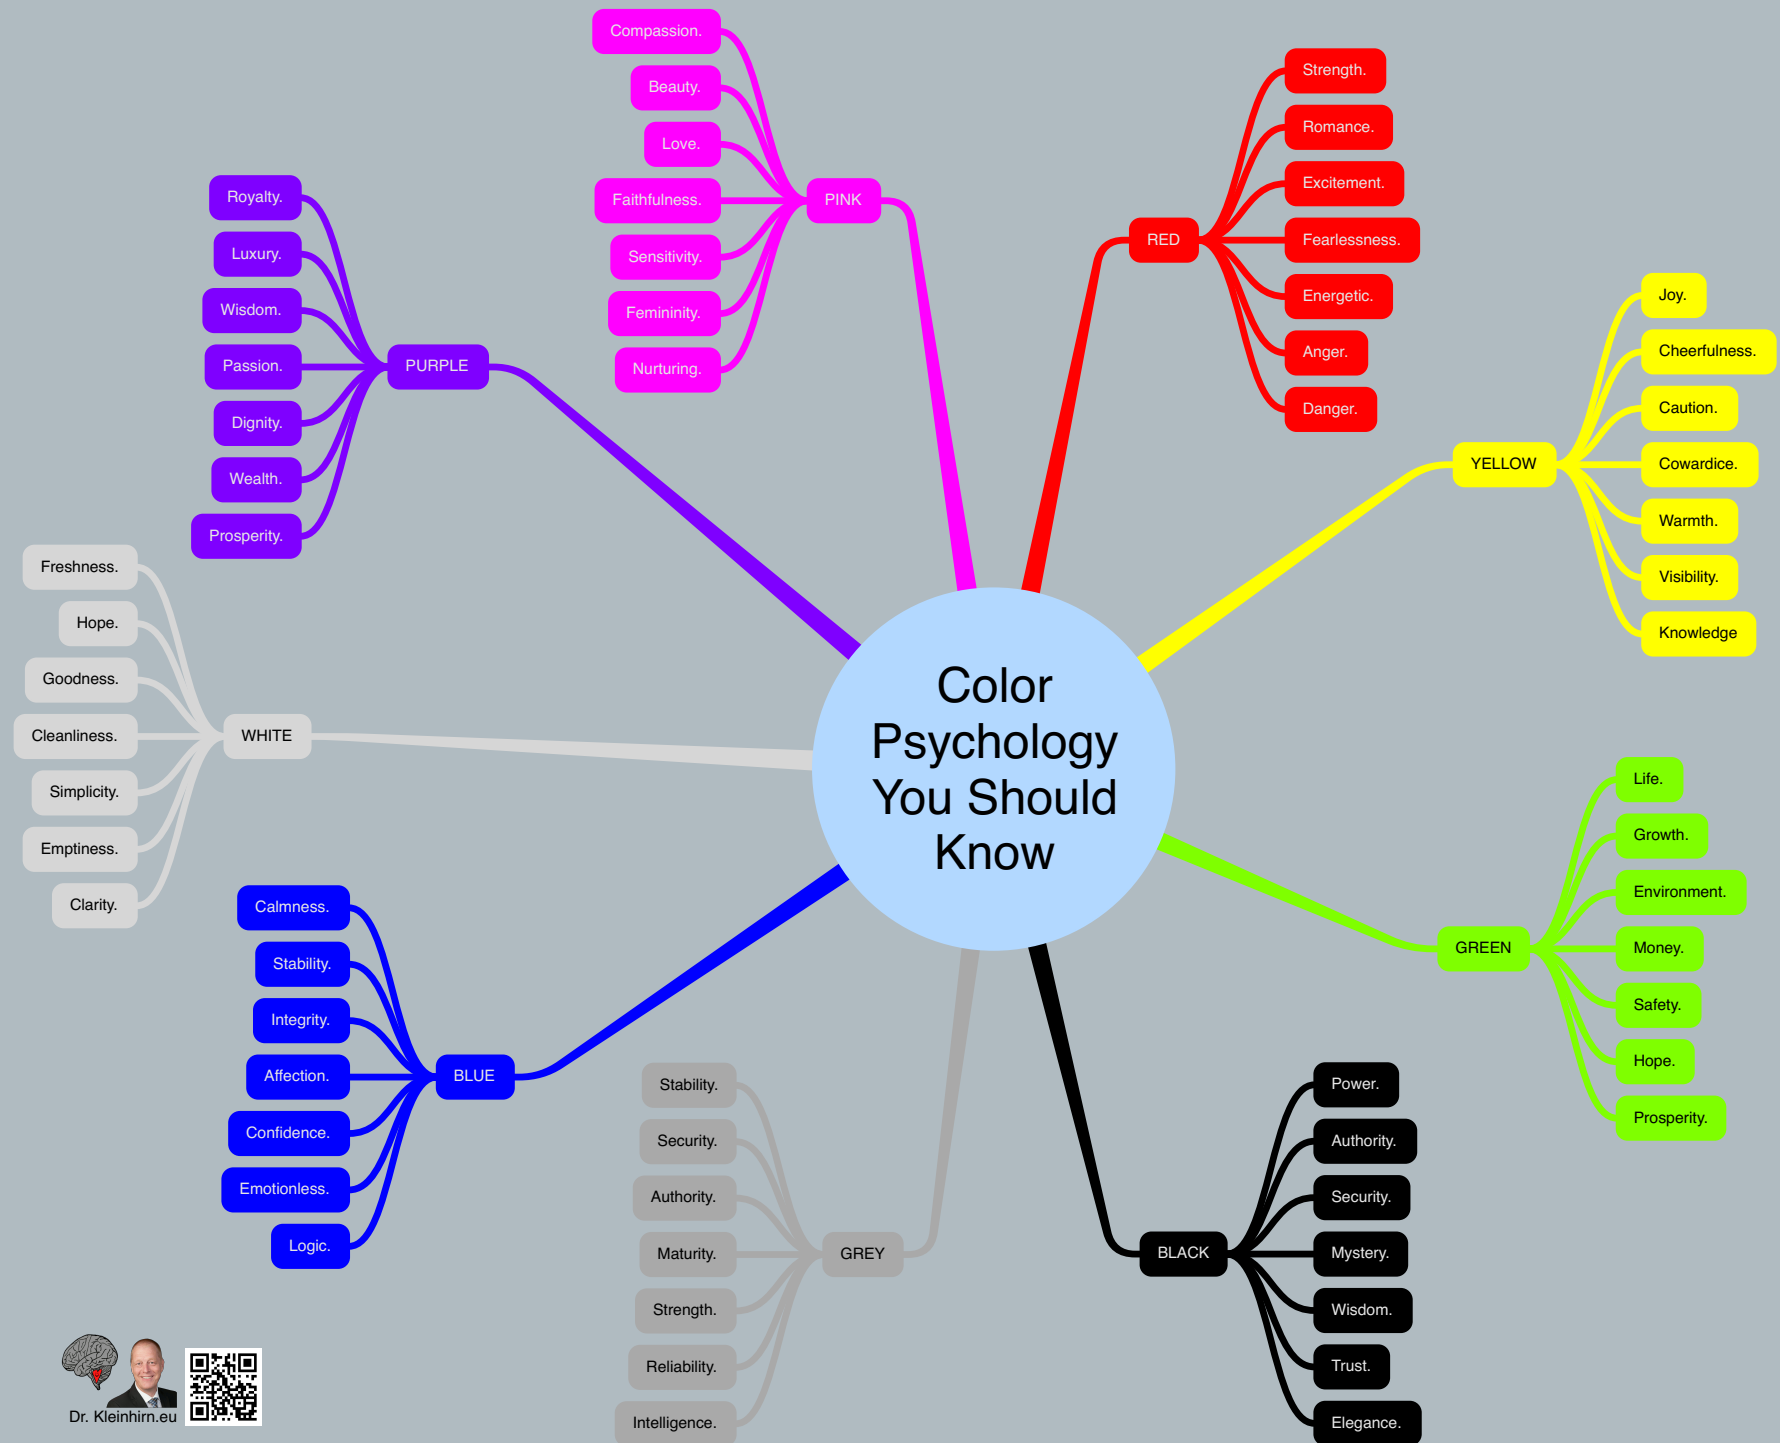 Color
Psychology
You Should
Know
RED
Strength.
Romance.
Excitement.
Fearlessness.
Energetic.
Anger.
Danger.
YELLOW
Joy.
Cheerfulness.
Caution.
Cowardice.
Warmth.
Visibility.
Knowledge
GREEN
Life.
Growth.
Environment.
Money.
Safety.
Hope.
Prosperity.
BLACK
Power.
Authority.
Security.
Mystery.
Wisdom.
Trust.
Elegance.
GREY
Stability.
Security.
Authority.
Maturity.
Strength.
Reliability.
Intelligence.
BLUE
Calmness.
Stability.
Integrity.
Affection.
Confidence.
Emotionless.
Logic.
WHITE
Freshness.
Hope.
Goodness.
Cleanliness.
Simplicity.
Emptiness.
Clarity.
PURPLE
Royalty.
Luxury.
Wisdom.
Passion.
Dignity.
Wealth.
Prosperity.
PINK
Compassion.
Beauty.
Love.
Faithfulness.
Sensitivity.
Femininity.
Nurturing.
Dr. Kleinhirn.eu